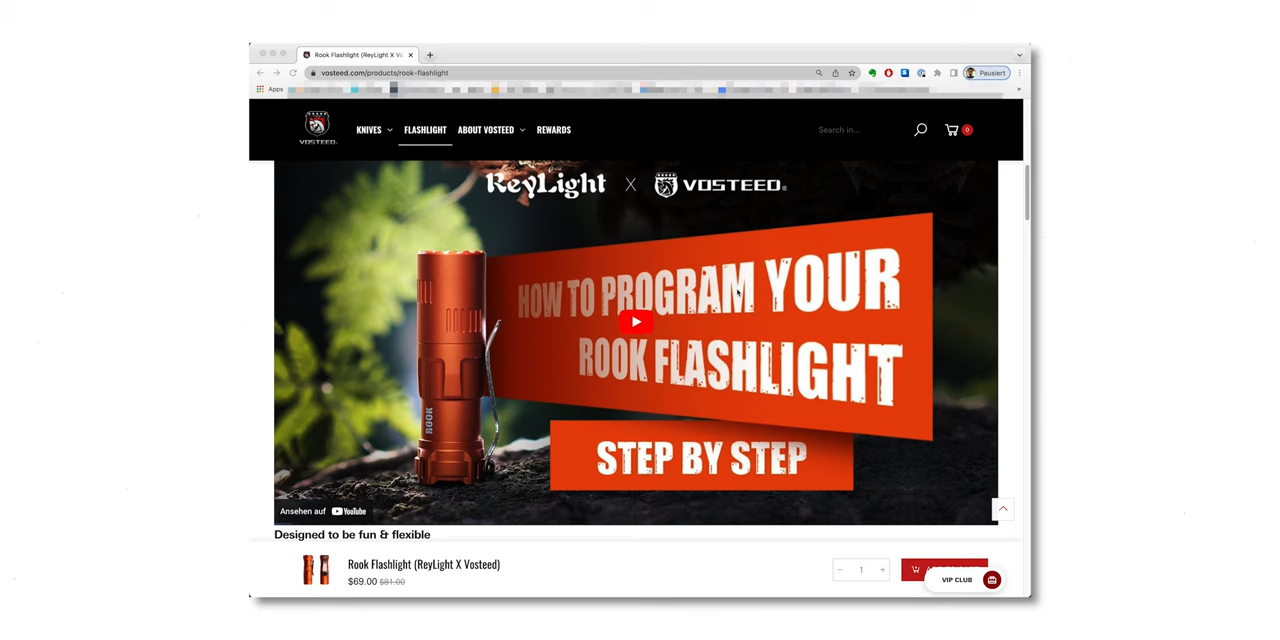 Rook Flashlight (ReyLight X Vo
vosteed.com/products/rook-flashlight
Pausiert
Apps
VOSTEED.
KNIVES
FLASHLIGHT
ABOUT VOSTEED
REWARDS
Search in...
0
ReyLight X VOSTEED®
HOW TO PROGRAM YOUR
ROOK FLASHLIGHT
STEP BY STEP
ROOK
Ansehen auf YouTube
Designed to be fun & flexible
Rook Flashlight (ReyLight X Vosteed)
$69.00 $81.00
− 1 +
VIP CLUB